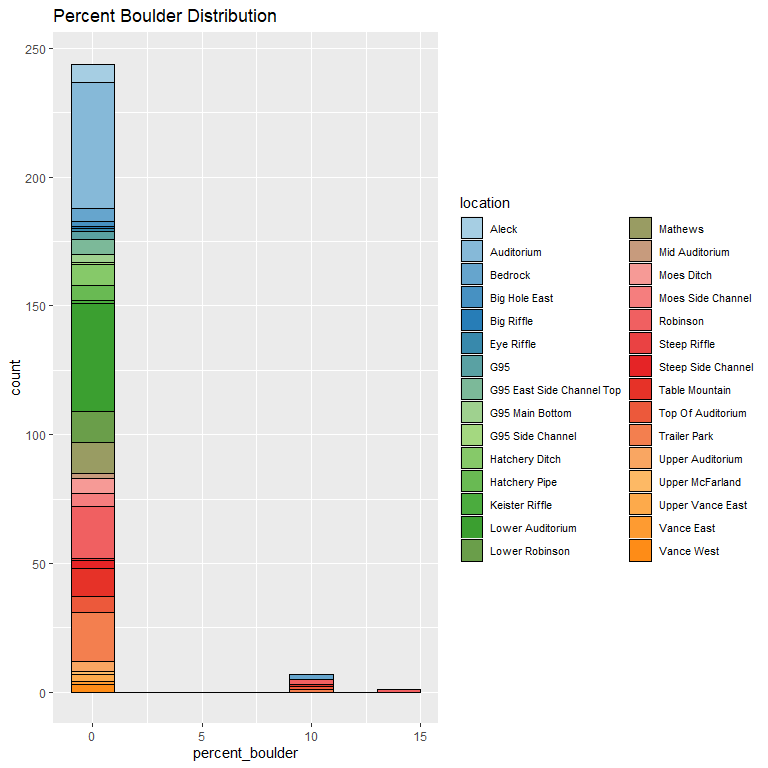 Percent Boulder Distribution
250
200
150
100
50
0
count
0
5
10
15
percent_boulder
location
Aleck
Auditorium
Bedrock
Big Hole East
Big Riffle
Eye Riffle
G95
G95 East Side Channel Top
G95 Main Bottom
G95 Side Channel
Hatchery Ditch
Hatchery Pipe
Keister Riffle
Lower Auditorium
Lower Robinson
Mathews
Mid Auditorium
Moes Ditch
Moes Side Channel
Robinson
Steep Riffle
Steep Side Channel
Table Mountain
Top Of Auditorium
Trailer Park
Upper Auditorium
Upper McFarland
Upper Vance East
Vance East
Vance West